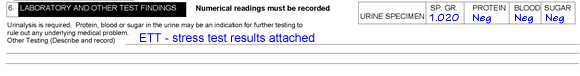 6. LABORATORY AND OTHER TEST FINDINGS Numerical readings must be recorded.
Urinalysis is required. Protein, blood or sugar in the urine may be an indication for further testing to
rule out any underlying medical problem.
URINE SPECIMEN SP. GR. PROTEIN BLOOD SUGAR
1.020 Neg Neg Neg
Other Testing (Describe and record) ETT - stress test results attached